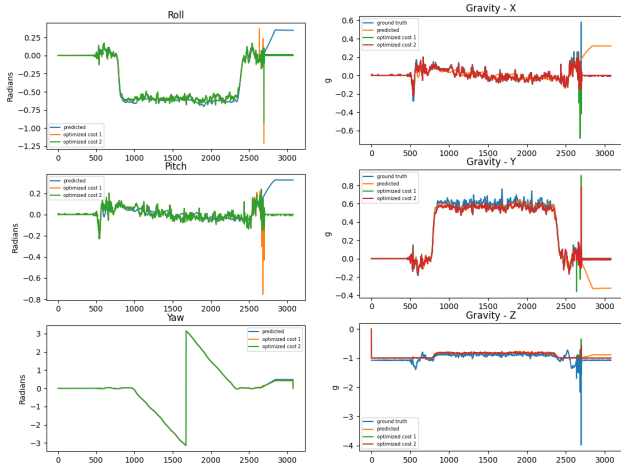 Roll
0.25
0.00
-0.25
-0.50
-0.75
-1.00
-1.25
Radians
predicted
optimized cost 1
optimized cost 2
0 500 1000 1500 2000 2500 3000
Pitch
0.2
0.0
-0.2
-0.4
-0.6
-0.8
Radians
predicted
optimized cost 1
optimized cost 2
0 500 1000 1500 2000 2500 3000
Yaw
3
2
1
0
-1
-2
-3
Radians
predicted
optimized cost 1
optimized cost 2
0 500 1000 1500 2000 2500 3000
Gravity - X
0.6
0.4
0.2
0.0
-0.2
-0.4
-0.6
g
ground truth
predicted
optimized cost 1
optimized cost 2
0 500 1000 1500 2000 2500 3000
Gravity - Y
0.8
0.6
0.4
0.2
0.0
-0.2
-0.4
g
ground truth
predicted
optimized cost 1
optimized cost 2
0 500 1000 1500 2000 2500 3000
Gravity - Z
0
-1
-2
-3
-4
g
ground truth
predicted
optimized cost 1
optimized cost 2
0 500 1000 1500 2000 2500 3000